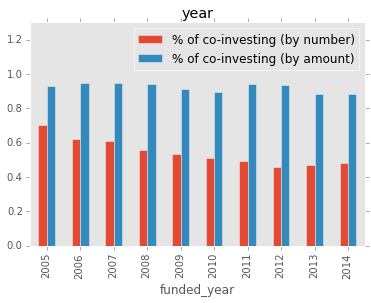 year
% of co-investing (by number)
% of co-investing (by amount)
1.2
1.0
0.8
0.6
0.4
0.2
0.0
2005 2006 2007 2008 2009 2010 2011 2012 2013 2014
funded_year